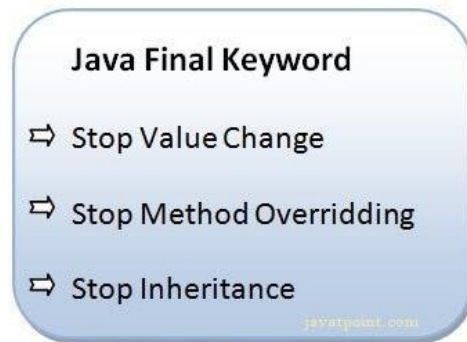 Java Final Keyword
⇨ Stop Value Change
⇨ Stop Method Overridding
⇨ Stop Inheritance
javatpoint.com